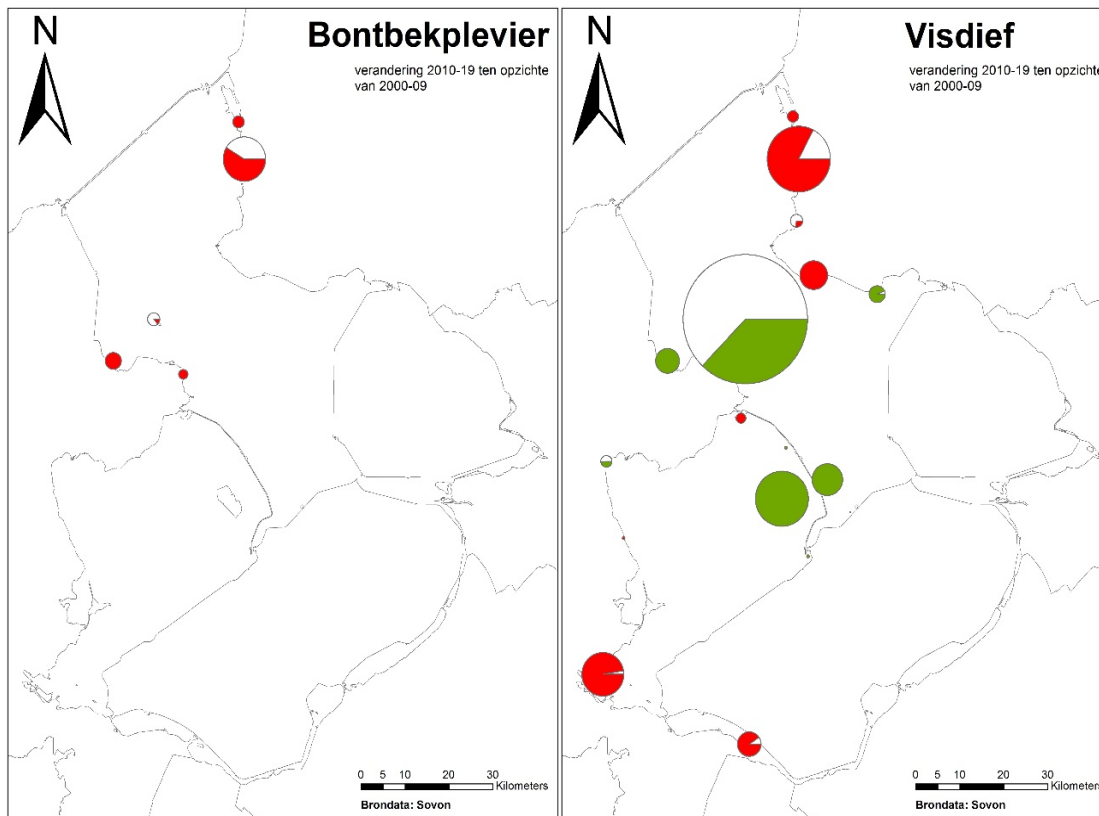 N
Bontbekplevier
verandering 2010-19 ten opzichte
van 2000-09
0 5 10 20 30
Kilometers
Brondata: Sovon
N
Visdief
verandering 2010-19 ten opzichte
van 2000-09
0 5 10 20 30
Kilometers
Brondata: Sovon